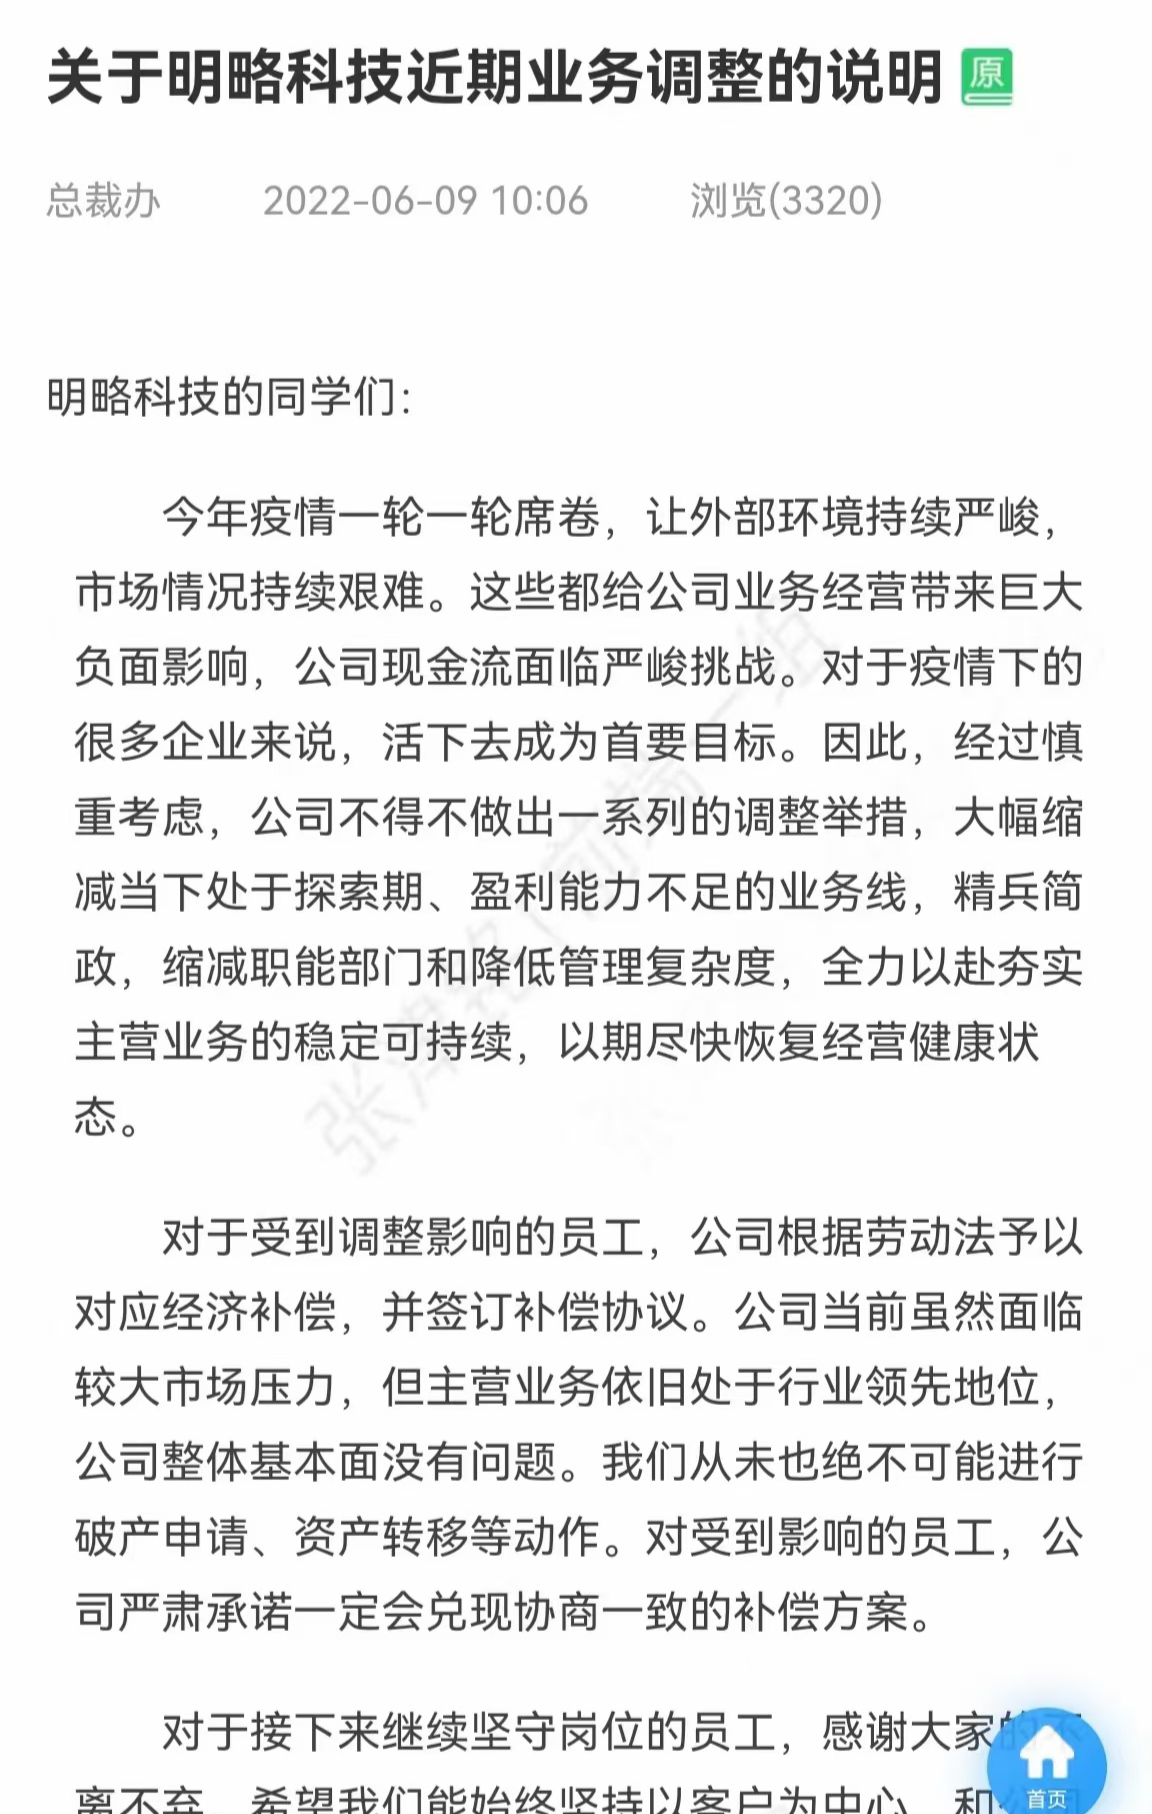 关于明略科技近期业务调整的说明 原
总裁办 2022-06-09 10:06 浏览(3320)
明略科技的同学们：
今年疫情一轮一轮席卷，让外部环境持续严峻，
市场情况持续艰难。这些都给公司业务经营带来巨大
负面影响，公司现金流面临严峻挑战。对于疫情下的
很多企业来说，活下去成为首要目标。因此，经过慎
重考虑，公司不得不做出一系列的调整举措，大幅缩
减当下处于探索期、盈利能力不足的业务线，精兵简
政，缩减职能部门和降低管理复杂度，全力以赴夯实
主营业务的稳定可持续，以期尽快恢复经营健康状
态。
对于受到调整影响的员工，公司根据劳动法予以
对应经济补偿，并签订补偿协议。公司当前虽然面临
较大市场压力，但主营业务依旧处于行业领先地位，
公司整体基本面没有问题。我们从未也绝不可能进行
破产申请、资产转移等动作。对受到影响的员工，公
司严肃承诺一定会兑现协商一致的补偿方案。
对于接下来继续坚守岗位的员工，感谢大家的不
离不弃。希望我们能始终坚持以客户为中心，和公司
首页